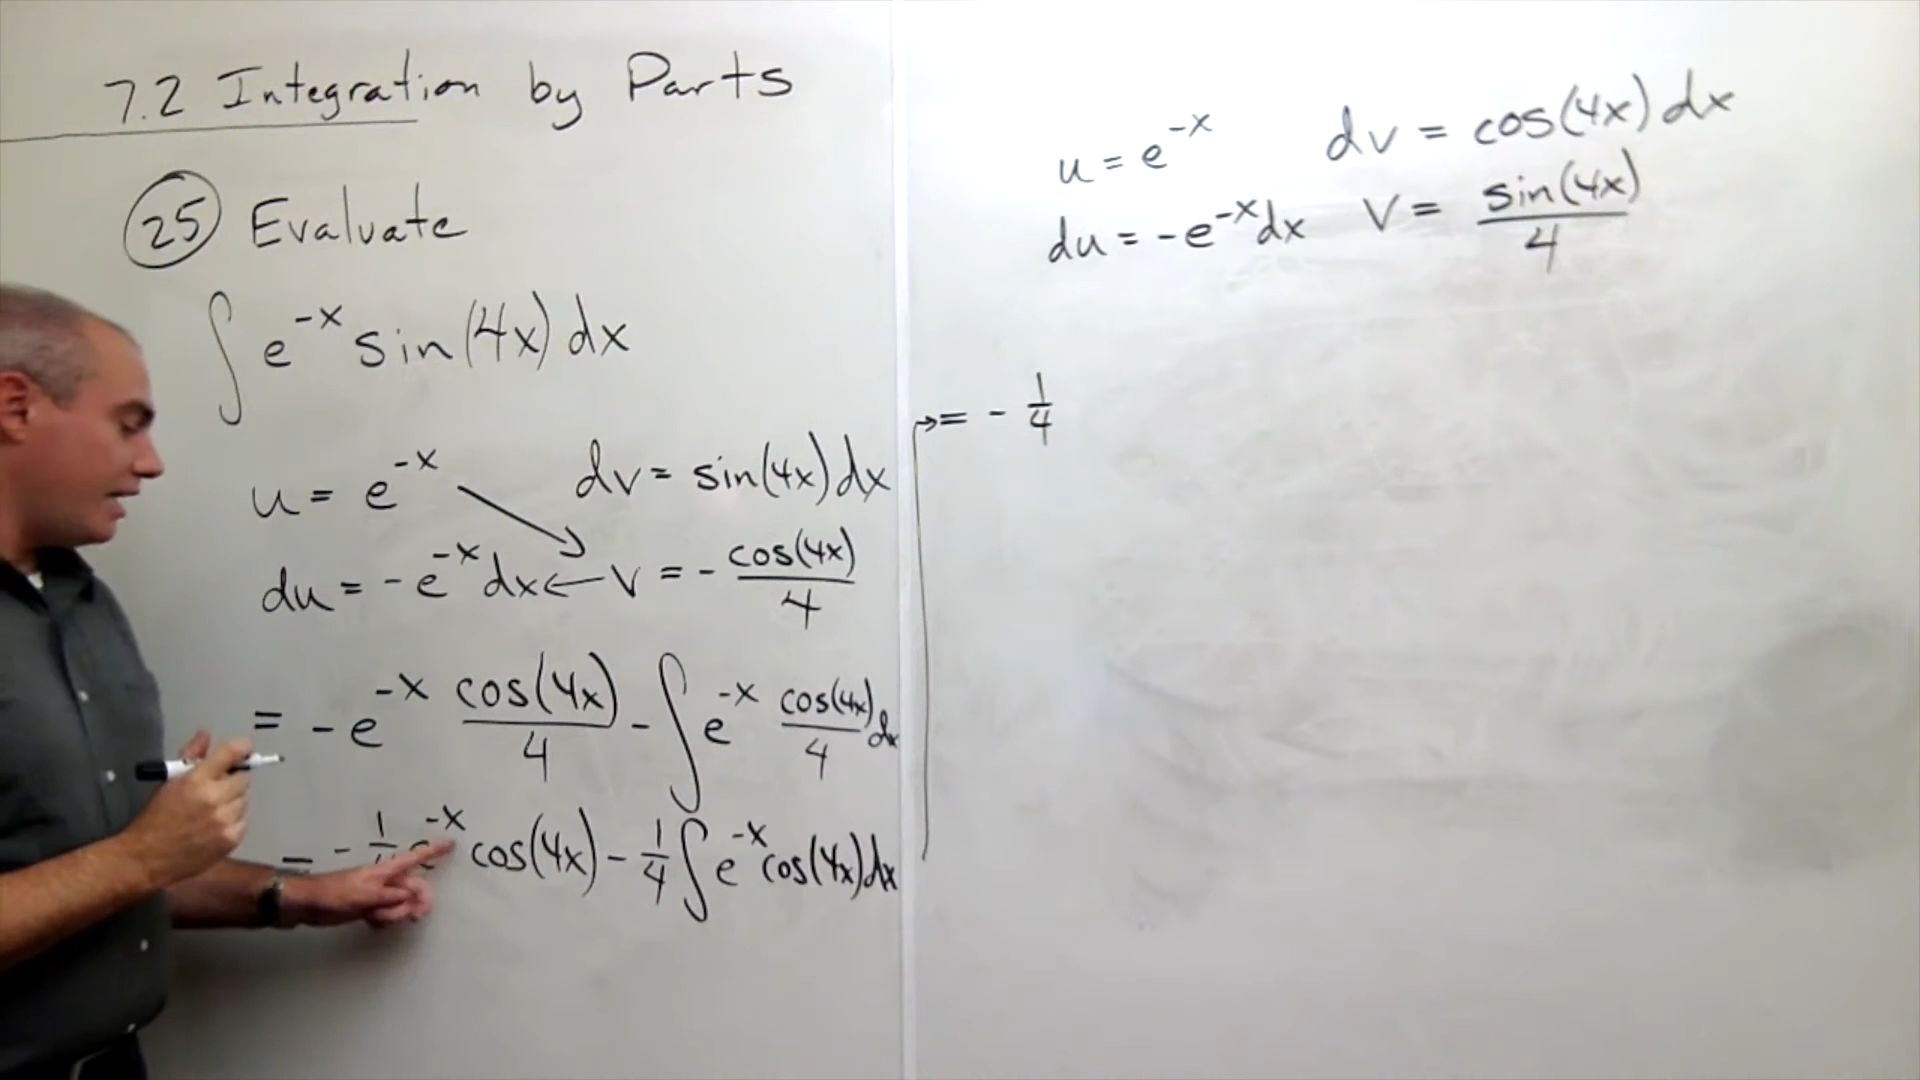 7.2 Integration by Parts
25 Evaluate
∫ e^-x sin(4x) dx
u = e^-x dv = sin(4x) dx
du = -e^-x dx ← v = - cos(4x)/4
= -e^-x cos(4x)/4 - ∫ e^-x cos(4x)/4 dx
= - 1/4 e^-x cos(4x) - 1/4 ∫ e^-x cos(4x) dx
u = e^-x dv = cos(4x) dx
du = -e^-x dx v = sin(4x)/4
→ = - 1/4